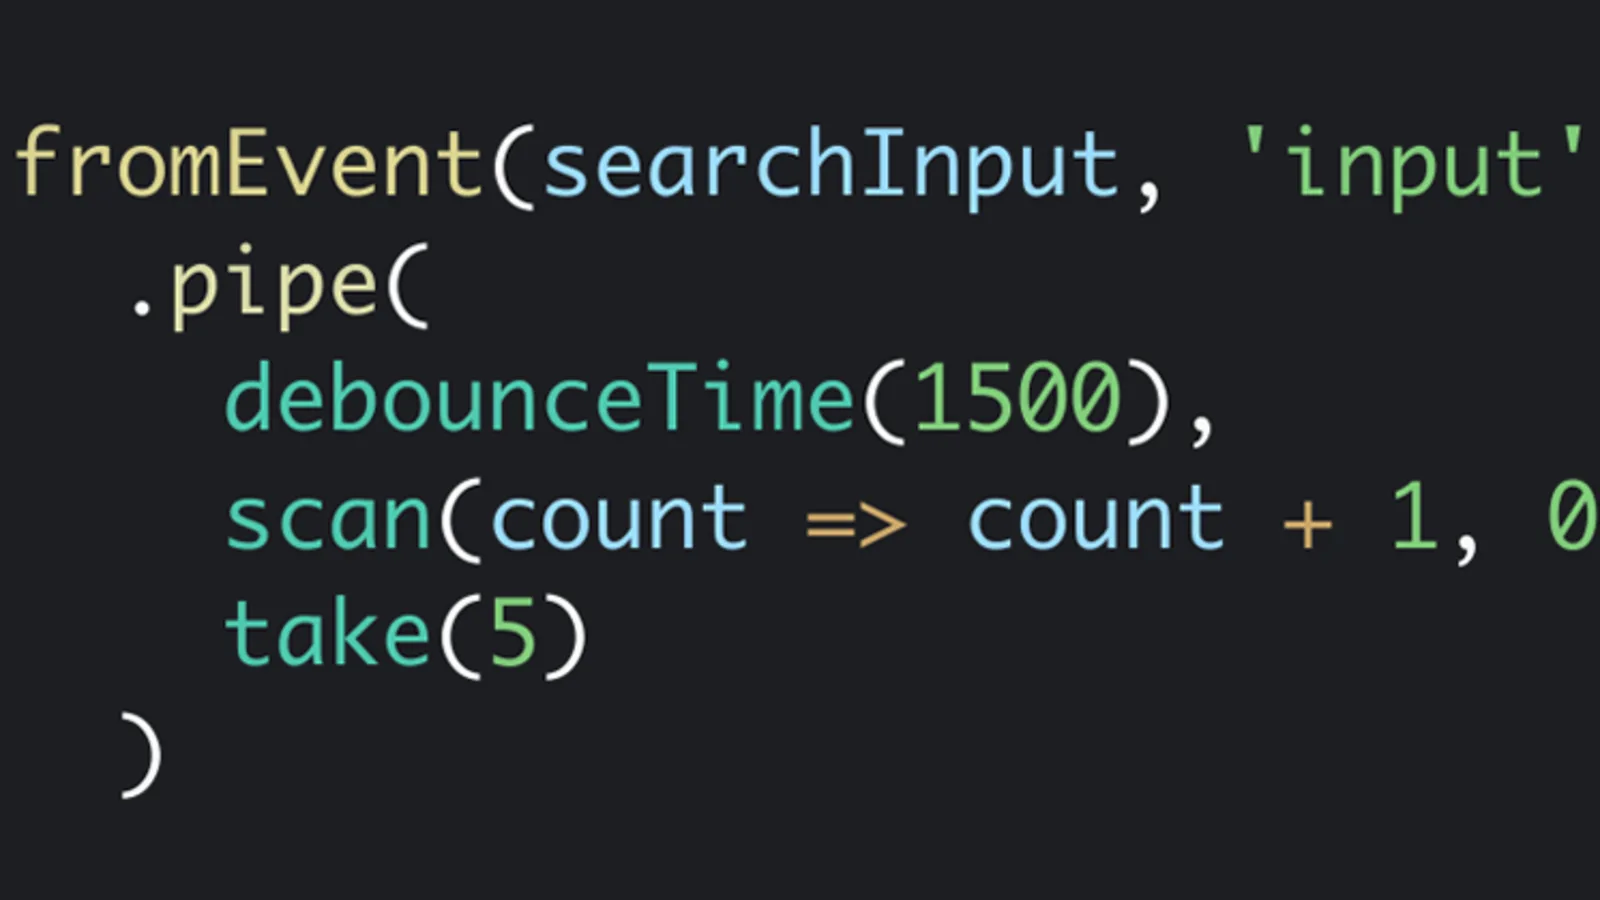 fromEvent(searchInput, 'input'
  .pipe(
    debounceTime(1500),
    scan(count => count + 1, 0
    take(5)
  )